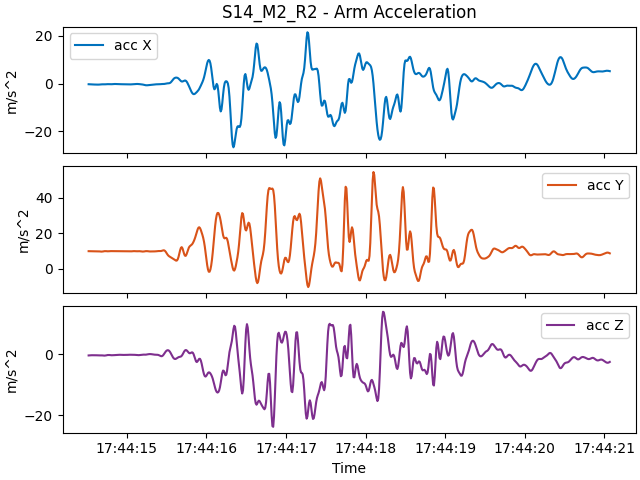 S14_M2_R2 - Arm Acceleration
20
0
−20
m/s^2
acc X
40
20
0
m/s^2
acc Y
0
−20
m/s^2
acc Z
17:44:15 17:44:16 17:44:17 17:44:18 17:44:19 17:44:20 17:44:21
Time